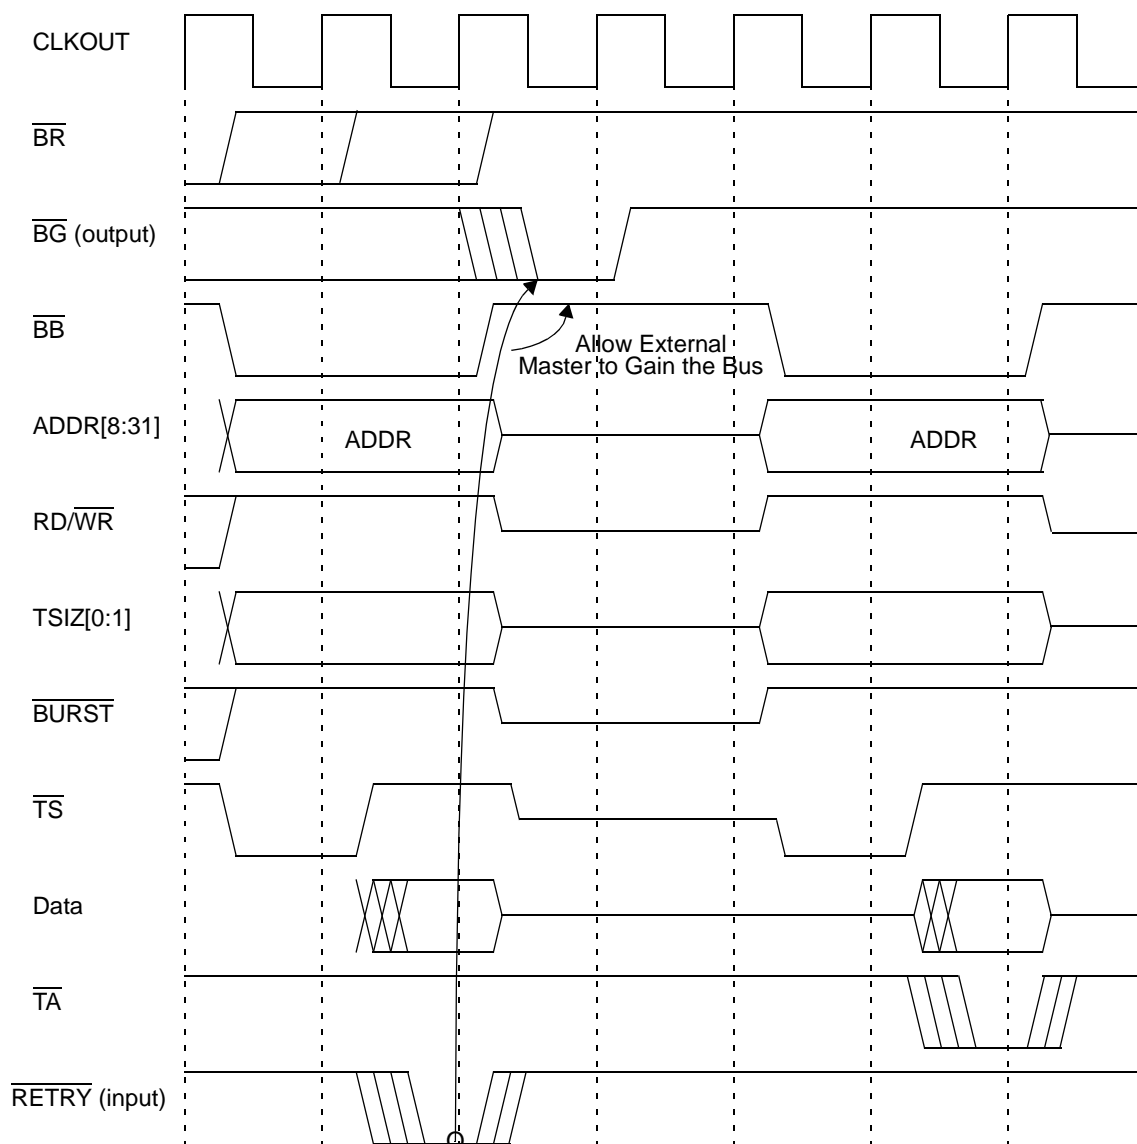 CLKOUT
BR
BG (output)
BB
Allow External
Master to Gain the Bus
ADDR[8:31]
ADDR
ADDR
RD/WR
TSIZ[0:1]
BURST
TS
Data
TA
RETRY (input)